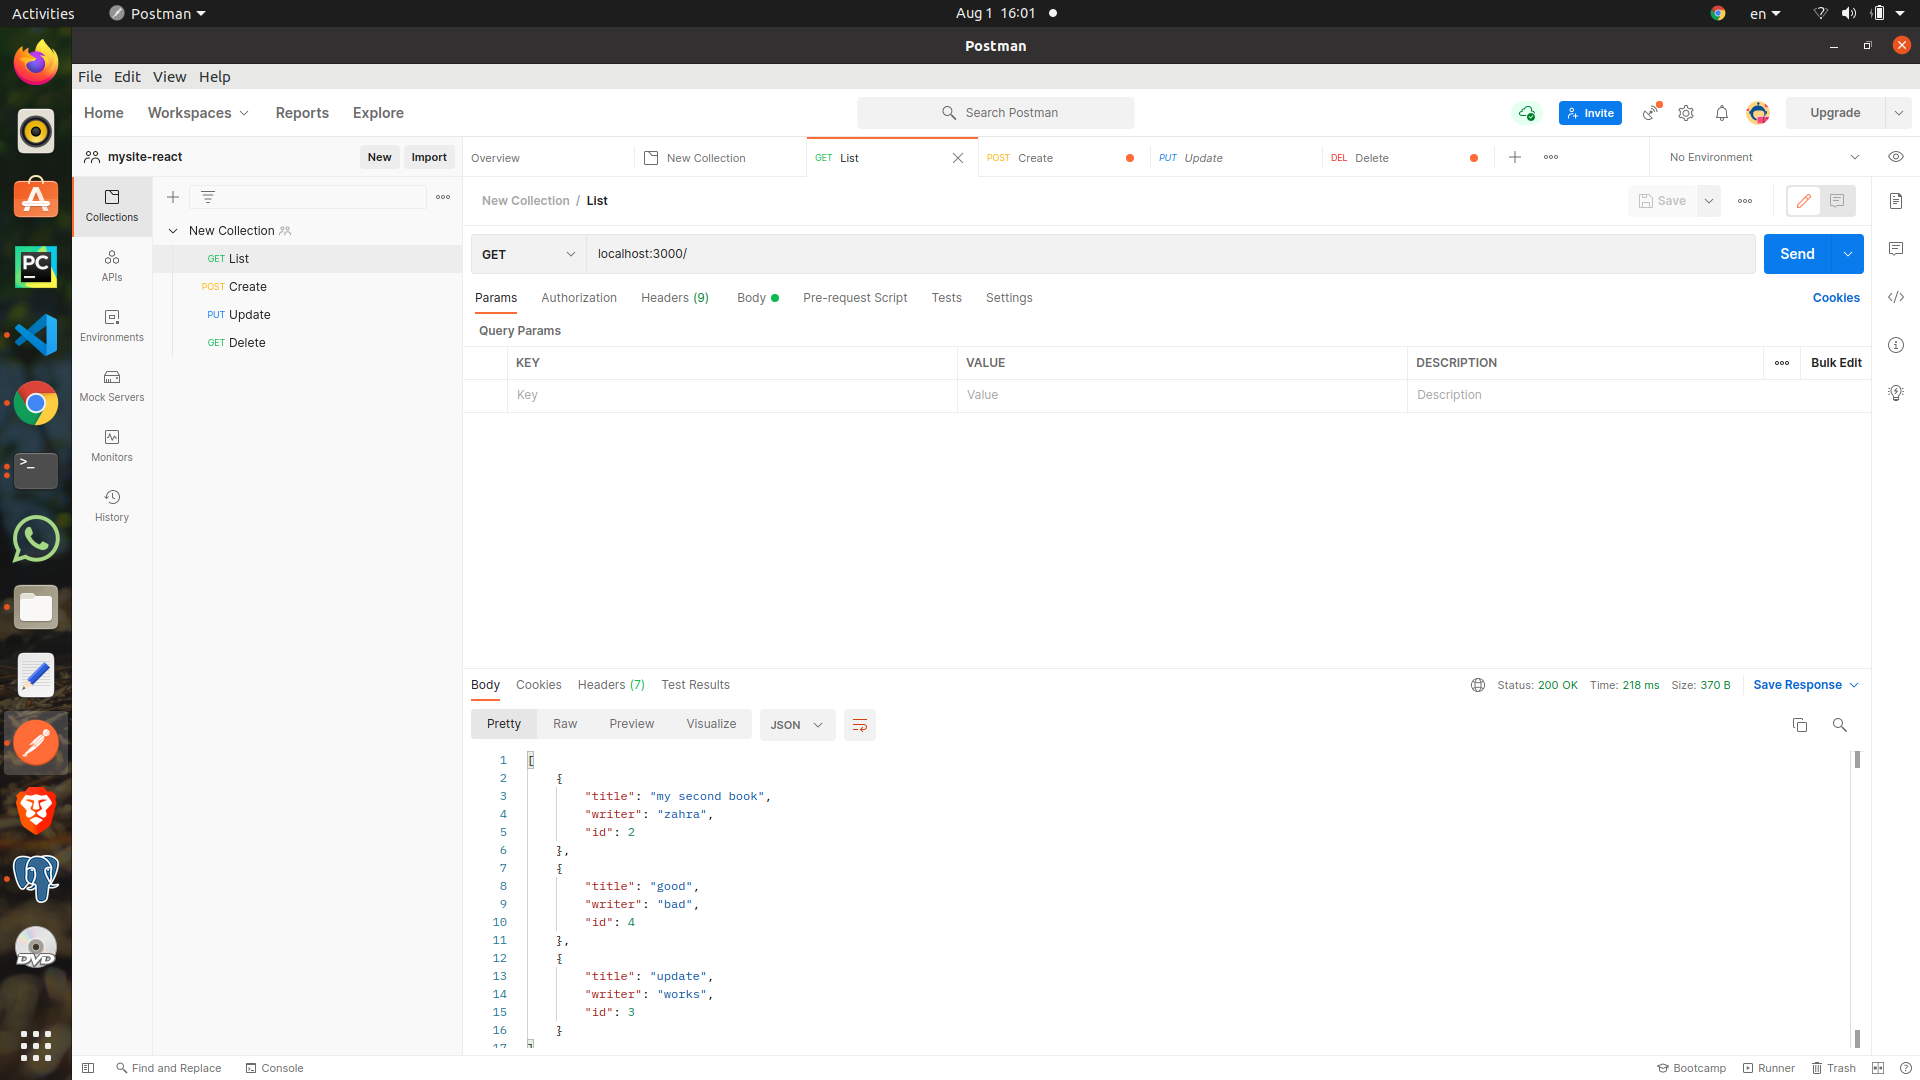 Activities Postman Aug 1 16:01 en
Postman
File Edit View Help
Home Workspaces Reports Explore Search Postman Invite Upgrade
mysite-react New Import Overview New Collection GET List POST Create PUT Update DEL Delete No Environment
Collections
APIs
Environments
Mock Servers
Monitors
History
New Collection
GET List
POST Create
PUT Update
GET Delete
New Collection / List Save
GET localhost:3000/ Send
Params Authorization Headers (9) Body Pre-request Script Tests Settings Cookies
Query Params
KEY VALUE DESCRIPTION Bulk Edit
Key Value Description
Body Cookies Headers (7) Test Results Status: 200 OK Time: 218 ms Size: 370 B Save Response
Pretty Raw Preview Visualize JSON
1 [
2 {
3 "title": "my second book",
4 "writer": "zahra",
5 "id": 2
6 },
7 {
8 "title": "good",
9 "writer": "bad",
10 "id": 4
11 },
12 {
13 "title": "update",
14 "writer": "works",
15 "id": 3
16 }
17 ]
Find and Replace Console Bootcamp Runner Trash
PC
>_
DVD